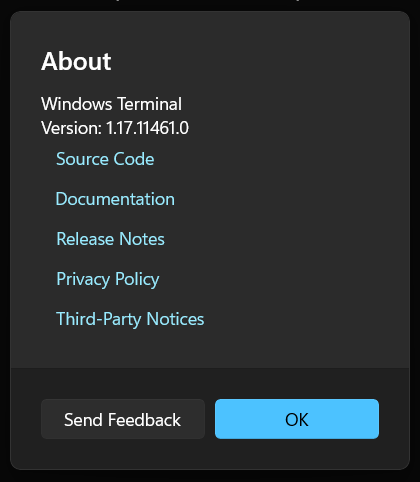 About
Windows Terminal
Version: 1.17.11461.0
Source Code
Documentation
Release Notes
Privacy Policy
Third-Party Notices
Send Feedback
OK